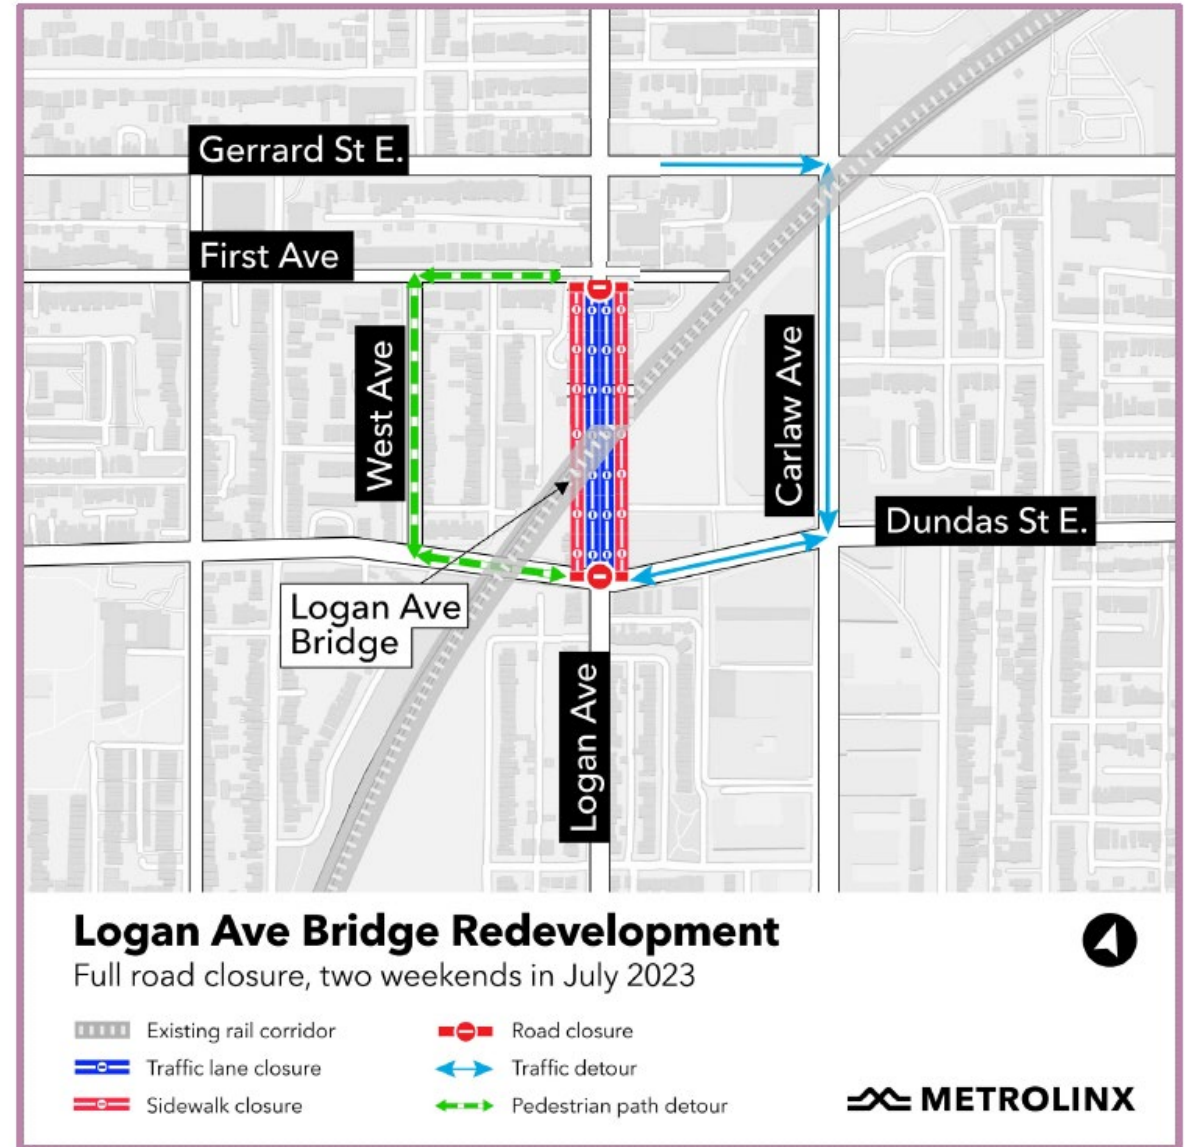 Gerrard St E.
First Ave
West Ave
Carlaw Ave
Dundas St E.
Logan Ave
Bridge
Logan Ave
Logan Ave Bridge Redevelopment
Full road closure, two weekends in July 2023
Existing rail corridor
Traffic lane closure
Sidewalk closure
Road closure
Traffic detour
Pedestrian path detour
METROLINX